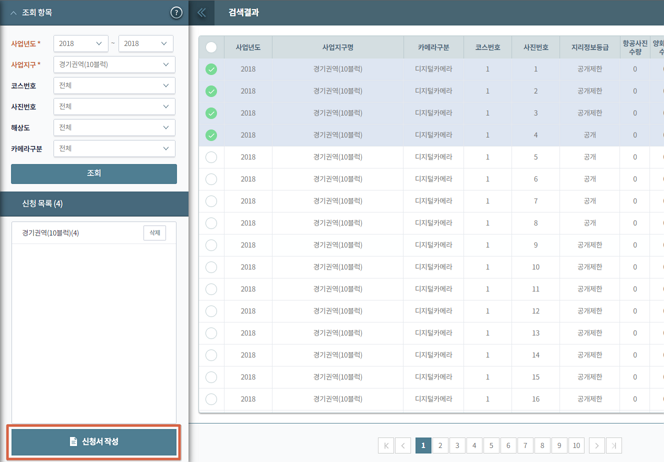 조회 항목
?
사업년도 * 2018 ~ 2018
사업지구 * 경기권역(10블럭)
코스번호 전체
사진번호 전체
해상도 전체
카메라구분 전체
조회
신청 목록 (4)
경기권역(10블럭)(4) 삭제
신청서 작성
검색결과
사업년도 사업지구명 카메라구분 코스번호 사진번호 지리정보등급 항공사진
수량
2018 경기권역(10블럭) 디지털카메라 1 1 공개제한 0
2018 경기권역(10블럭) 디지털카메라 1 2 공개제한 0
2018 경기권역(10블럭) 디지털카메라 1 3 공개제한 0
2018 경기권역(10블럭) 디지털카메라 1 4 공개 0
2018 경기권역(10블럭) 디지털카메라 1 5 공개 0
2018 경기권역(10블럭) 디지털카메라 1 6 공개 0
2018 경기권역(10블럭) 디지털카메라 1 7 공개 0
2018 경기권역(10블럭) 디지털카메라 1 8 공개 0
2018 경기권역(10블럭) 디지털카메라 1 9 공개제한 0
2018 경기권역(10블럭) 디지털카메라 1 10 공개제한 0
2018 경기권역(10블럭) 디지털카메라 1 11 공개제한 0
2018 경기권역(10블럭) 디지털카메라 1 12 공개제한 0
2018 경기권역(10블럭) 디지털카메라 1 13 공개제한 0
2018 경기권역(10블럭) 디지털카메라 1 14 공개제한 0
2018 경기권역(10블럭) 디지털카메라 1 15 공개제한 0
2018 경기권역(10블럭) 디지털카메라 1 16 공개제한 0
1 2 3 4 5 6 7 8 9 10